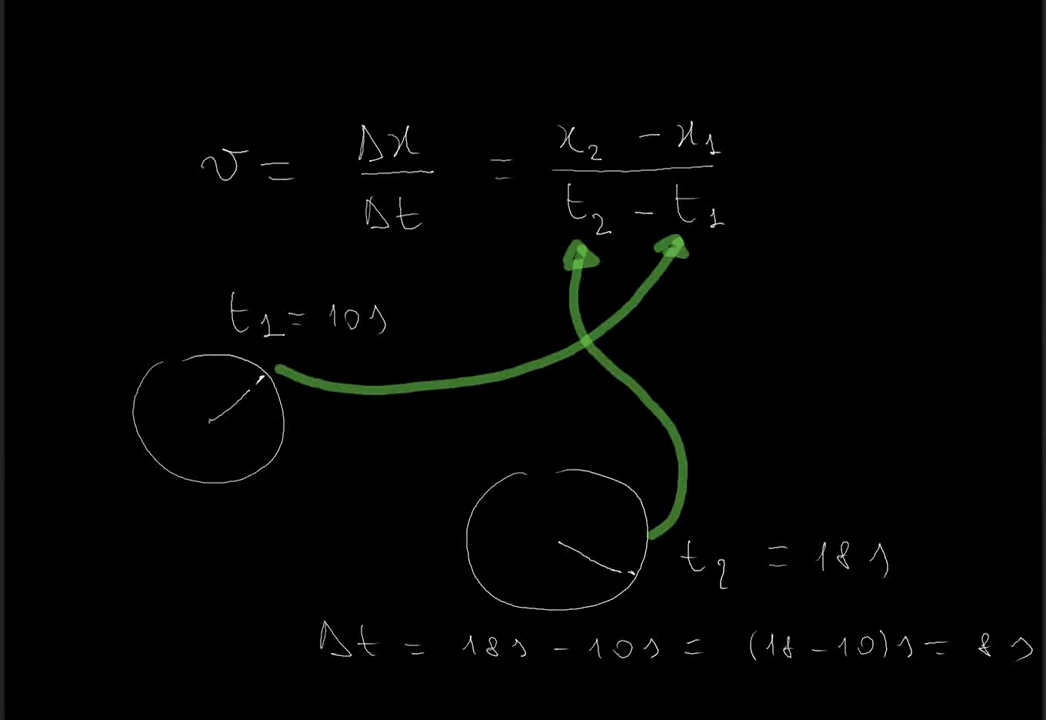 v = Δx/Δt = (x₂ - x₁)/(t₂ - t₁)
t₁ = 10 s
t₂ = 18 s
Δt = 18 s - 10 s = (18 - 10) s = 8 s